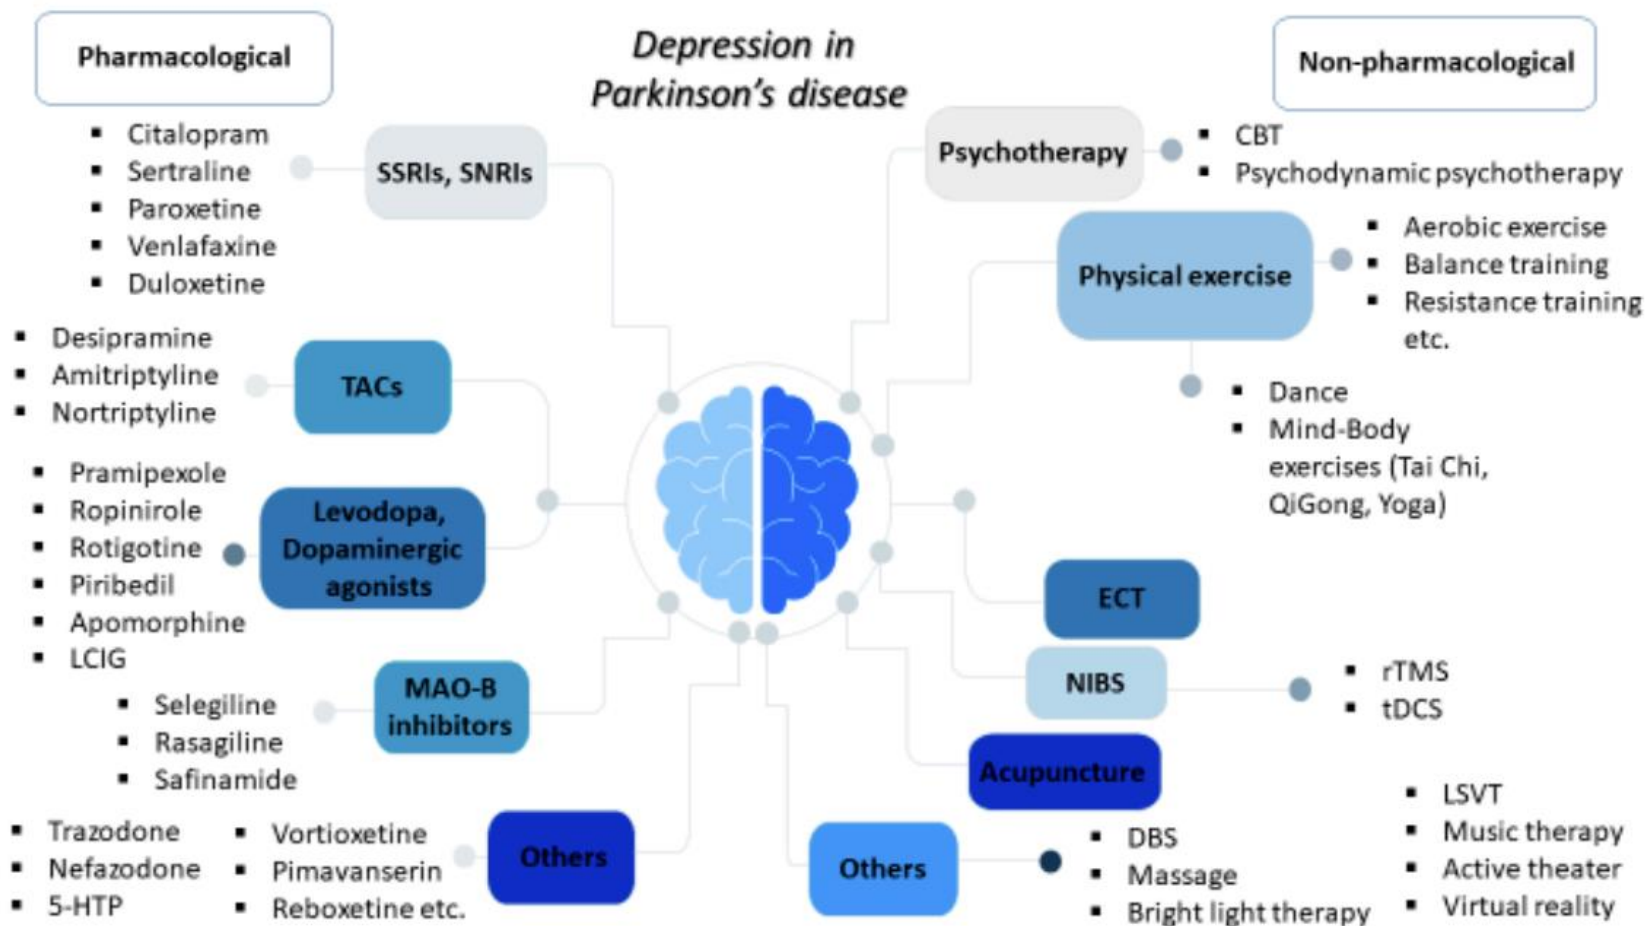 Depression in
Parkinson's disease
Pharmacological
Citalopram
Sertraline
Paroxetine
Venlafaxine
Duloxetine
SSRIs, SNRIs
Desipramine
Amitriptyline
Nortriptyline
TACs
Pramipexole
Ropinirole
Rotigotine
Piribedil
Apomorphine
LCIG
Levodopa,
Dopaminergic
agonists
Selegiline
Rasagiline
Safinamide
MAO-B
inhibitors
Trazodone
Nefazodone
5-HTP
Vortioxetine
Pimavanserin
Reboxetine etc.
Others
Non-pharmacological
Psychotherapy
CBT
Psychodynamic psychotherapy
Physical exercise
Aerobic exercise
Balance training
Resistance training
etc.
Dance
Mind-Body
exercises (Tai Chi,
QiGong, Yoga)
ECT
NIBS
rTMS
tDCS
Acupuncture
Others
DBS
Massage
Bright light therapy
LSVT
Music therapy
Active theater
Virtual reality